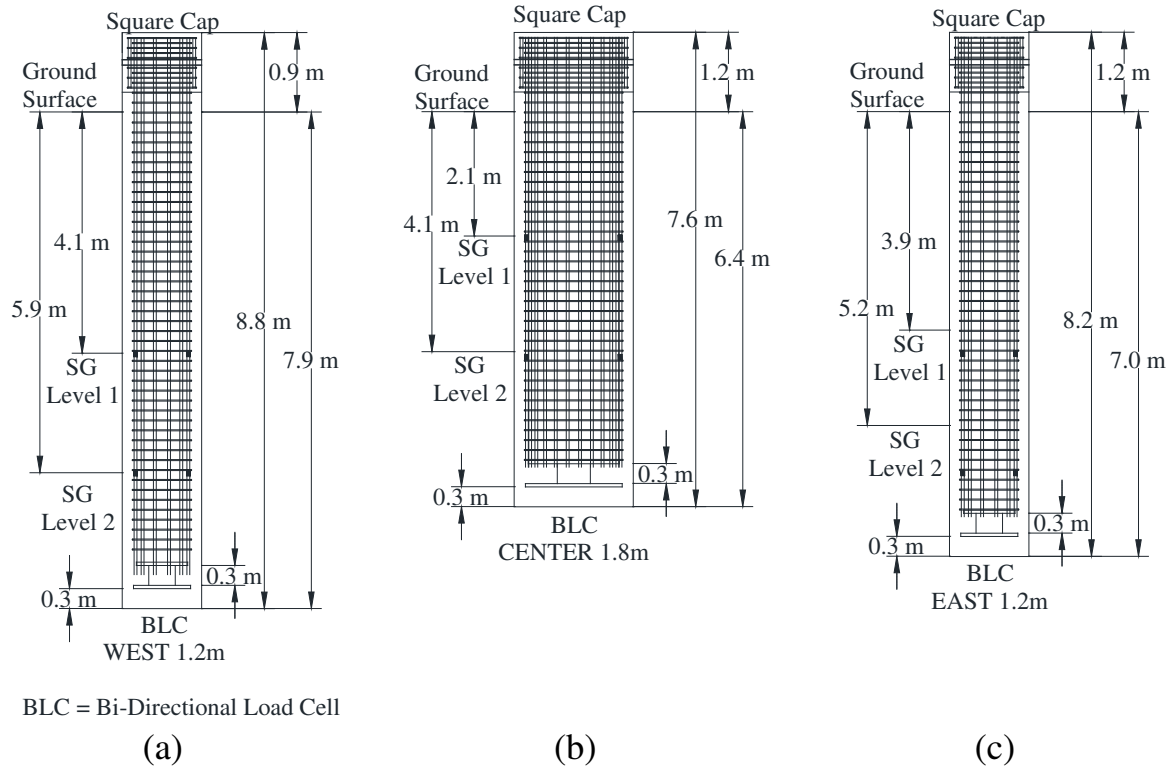 Square Cap
0.9 m
Ground
Surface
4.1 m
5.9 m
8.8 m
7.9 m
SG
Level 1
SG
Level 2
0.3 m
0.3 m
BLC
WEST 1.2m
BLC = Bi-Directional Load Cell
(a)
Square Cap
1.2 m
Ground
Surface
2.1 m
4.1 m
7.6 m
6.4 m
SG
Level 1
SG
Level 2
0.3 m
0.3 m
BLC
CENTER 1.8m
(b)
Square Cap
1.2 m
Ground
Surface
3.9 m
5.2 m
8.2 m
7.0 m
SG
Level 1
SG
Level 2
0.3 m
0.3 m
BLC
EAST 1.2m
(c)